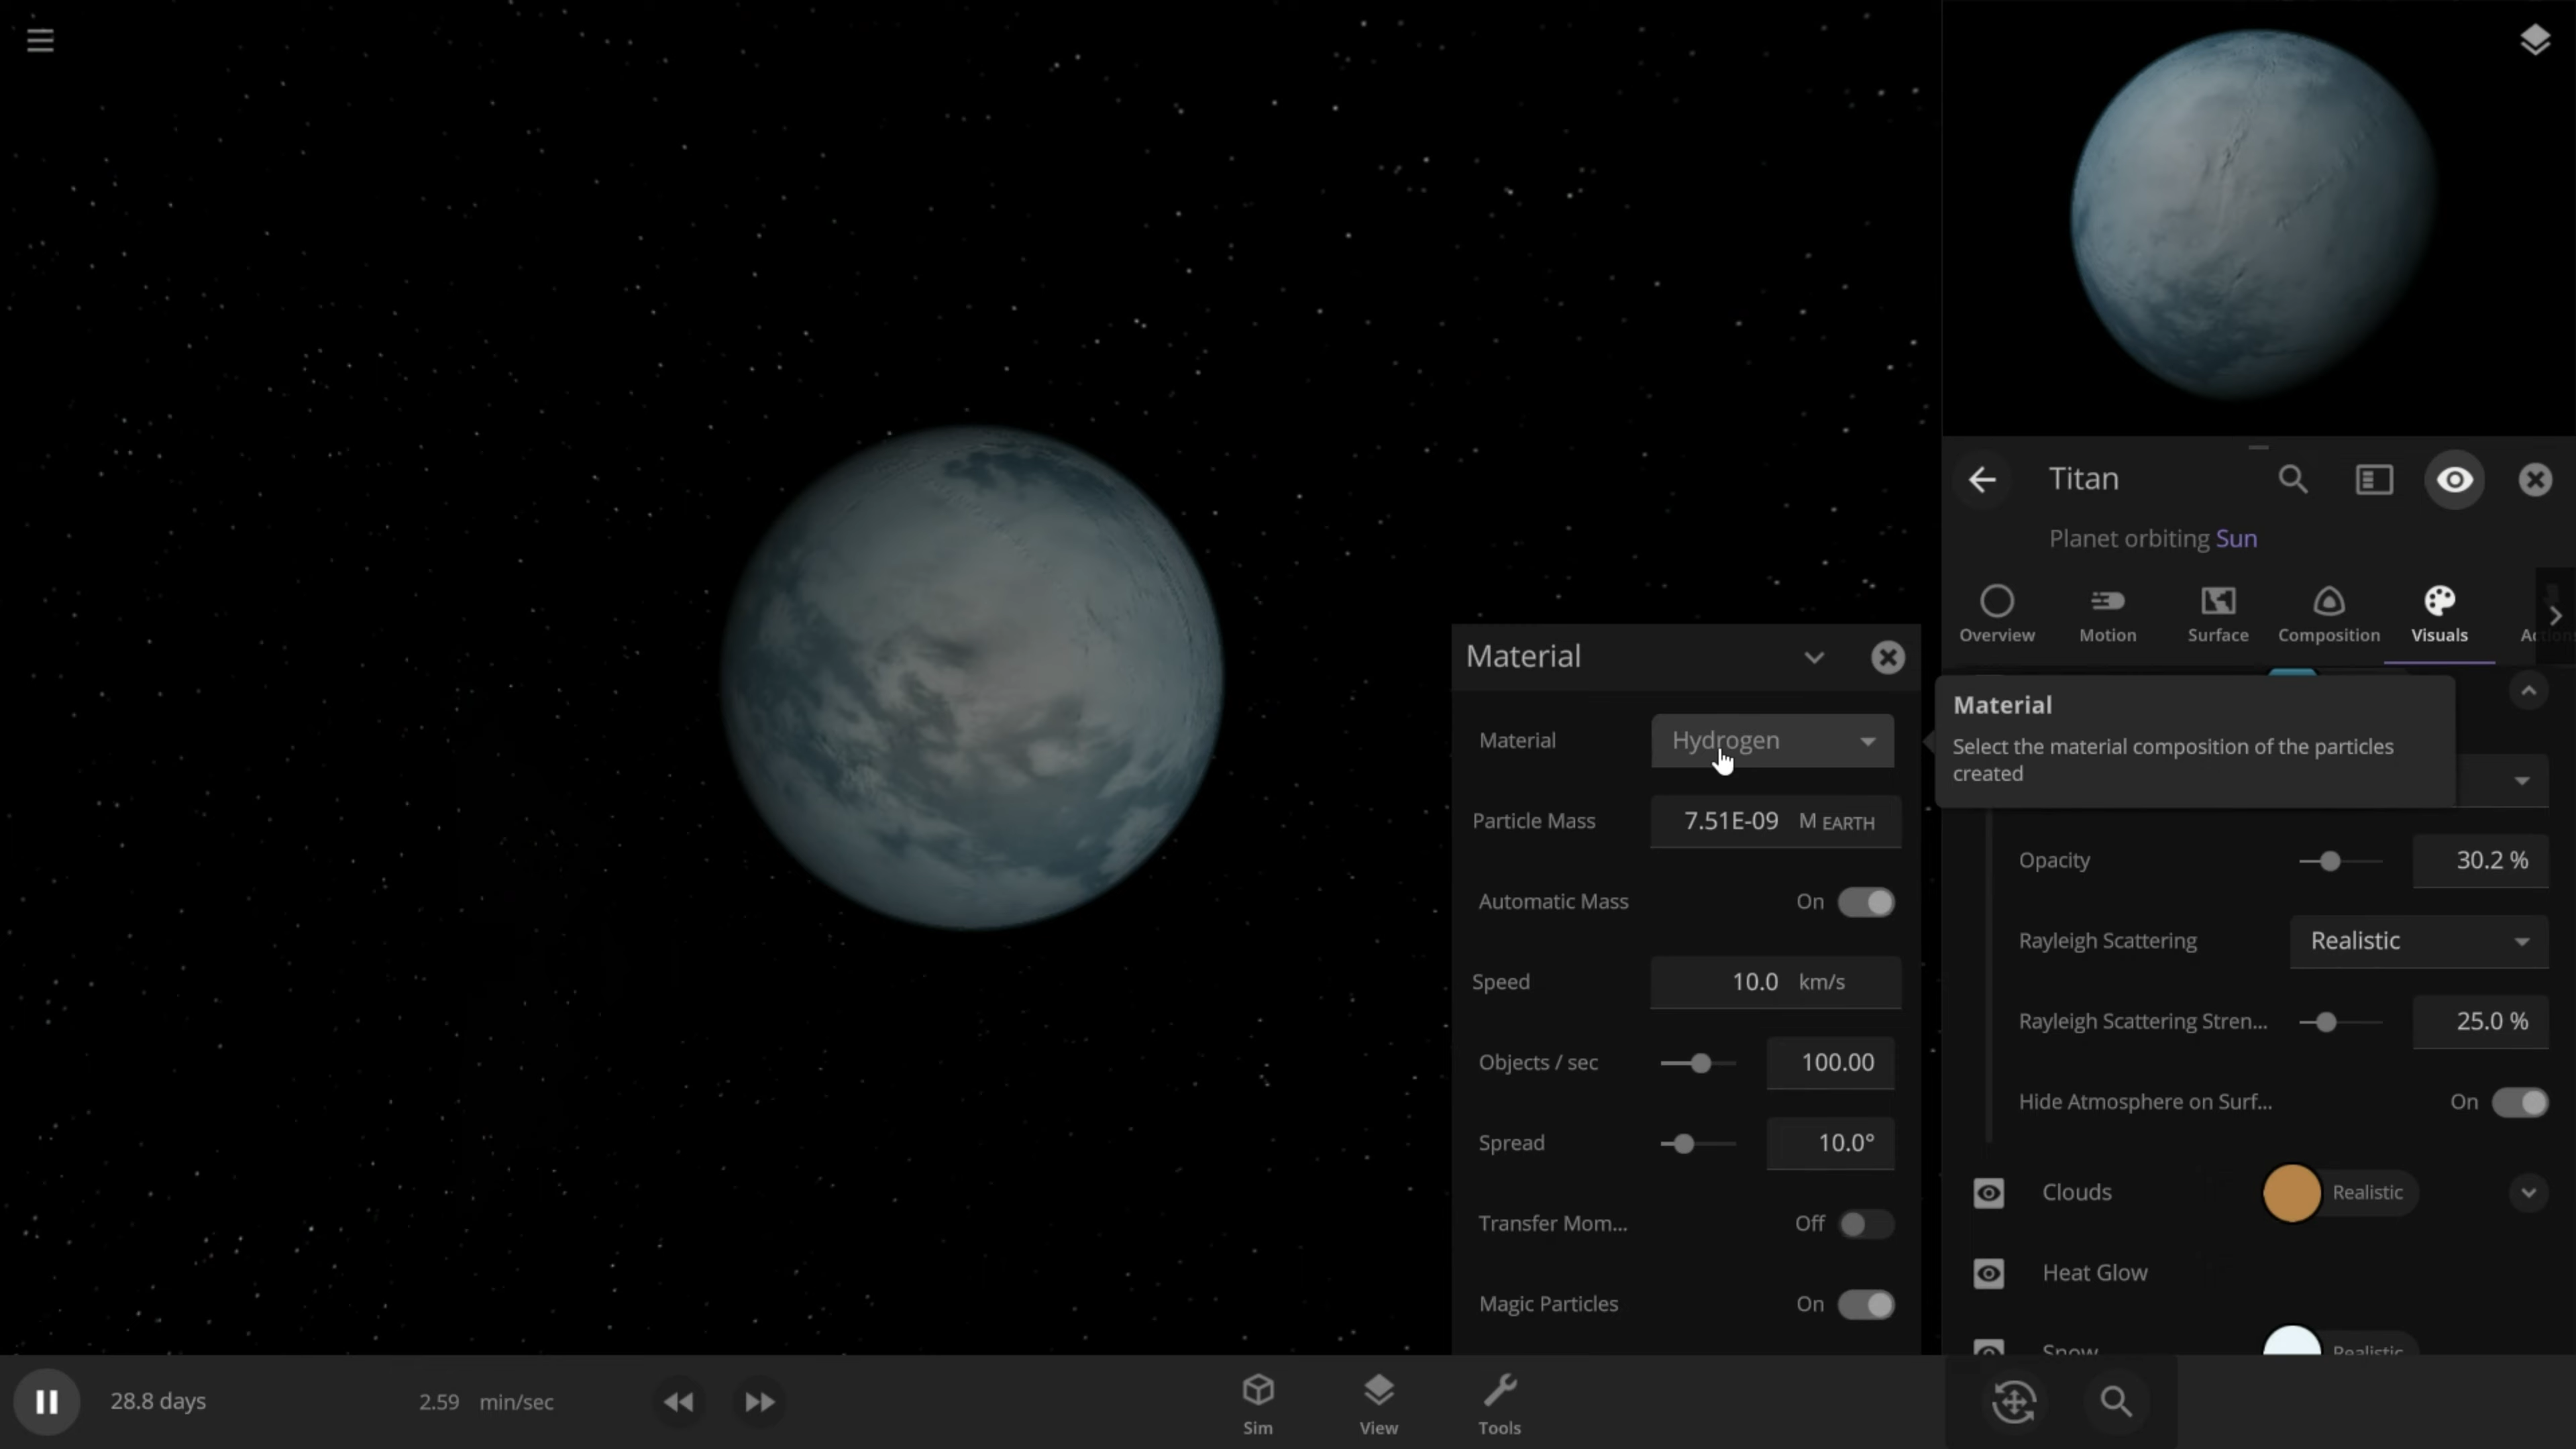 Titan
Planet orbiting Sun
Overview
Motion
Surface
Composition
Visuals
Material
Material
Select the material composition of the particles
created
Material
Hydrogen
Particle Mass
7.51E-09 M EARTH
Automatic Mass
On
Speed
10.0 km/s
Objects / sec
100.00
Spread
10.0°
Transfer Mom...
Off
Magic Particles
On
Opacity
30.2 %
Rayleigh Scattering
Realistic
Rayleigh Scattering Stren...
25.0 %
Hide Atmosphere on Surf...
On
Clouds
Realistic
Heat Glow
Snow
Realistic
28.8 days
2.59 min/sec
Sim
View
Tools